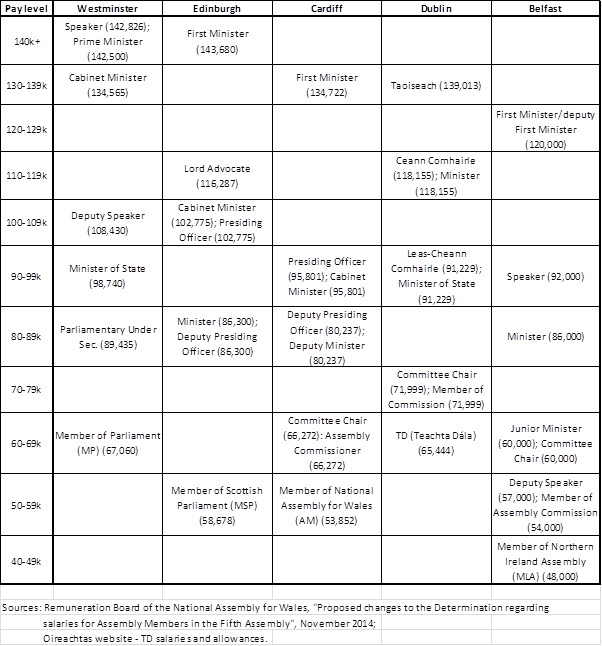 Pay level Westminster Edinburgh Cardiff Dublin Belfast
140k+
Speaker (142,826);
Prime Minister
(142,500)
First Minister
(143,680)
130-139k
Cabinet Minister
(134,565)
First Minister
(134,722)
Taoiseach (139,013)
120-129k
First Minister/deputy
First Minister
(120,000)
110-119k
Lord Advocate
(116,287)
Ceann Comhairle
(118,155); Minister
(118,155)
100-109k
Deputy Speaker
(108,430)
Cabinet Minister
(102,775); Presiding
Officer (102,775)
90-99k
Minister of State
(98,740)
Presiding Officer
(95,801); Cabinet
Minister (95,801)
Leas-Cheann
Comhairle (91,229);
Minister of State
(91,229)
Speaker (92,000)
80-89k
Parliamentary Under
Sec. (89,435)
Minister (86,300);
Deputy Presiding
Officer (86,300)
Deputy Presiding
Officer (80,237);
Deputy Minister
(80,237)
Minister (86,000)
70-79k
Committee Chair
(71,999); Member of
Commission (71,999)
60-69k
Member of Parliament
(MP) (67,060)
Committee Chair
(66,272): Assembly
Commissioner
(66,272)
TD (Teachta Dála)
(65,444)
Junior Minister
(60,000); Committee
Chair (60,000)
50-59k
Member of Scottish
Parliament (MSP)
(58,678)
Member of National
Assembly for Wales
(AM) (53,852)
Deputy Speaker
(57,000); Member of
Assembly Commission
(54,000)
40-49k
Member of Northern
Ireland Assembly
(MLA) (48,000)
Sources: Remuneration Board of the National Assembly for Wales, "Proposed changes to the Determination regarding
salaries for Assembly Members in the Fifth Assembly", November 2014;
Oireachtas website - TD salaries and allowances.